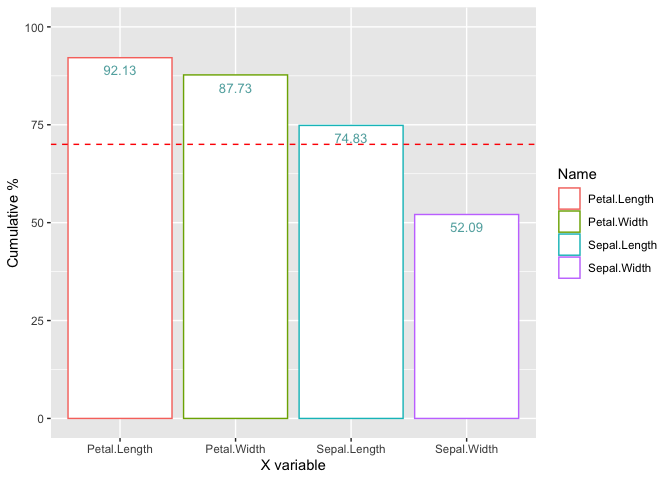 100
75
50
25
0
Cumulative %
92.13
87.73
74.83
52.09
Petal.Length
Petal.Width
Sepal.Length
Sepal.Width
X variable
Name
Petal.Length
Petal.Width
Sepal.Length
Sepal.Width